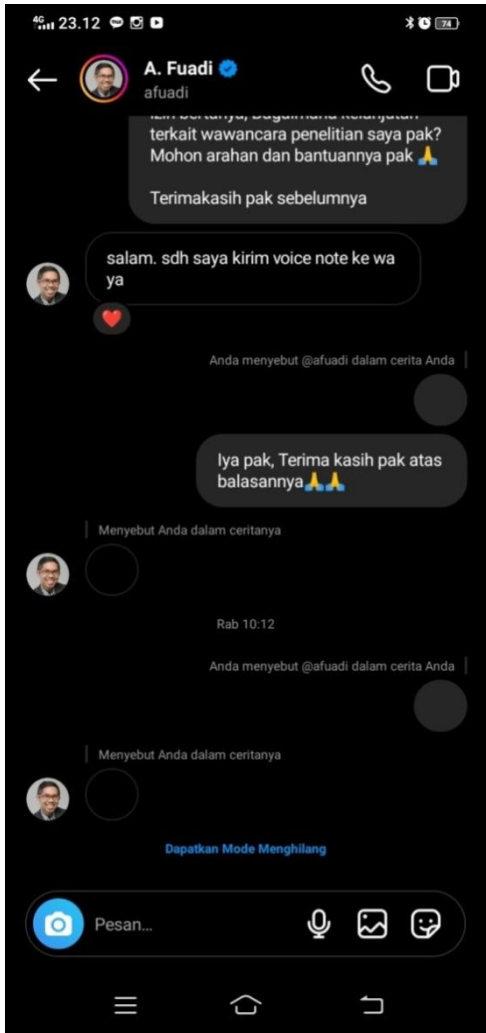 4G 23.12
74
A. Fuadi
afuadi
terkait wawancara penelitian saya pak?
Mohon arahan dan bantuannya pak 🙏
Terimakasih pak sebelumnya
salam. sdh saya kirim voice note ke wa
ya
❤️
Anda menyebut @afuadi dalam cerita Anda
Iya pak, Terima kasih pak atas
balasannya🙏🙏
Menyebut Anda dalam ceritanya
Rab 10:12
Anda menyebut @afuadi dalam cerita Anda
Menyebut Anda dalam ceritanya
Dapatkan Mode Menghilang
Pesan...